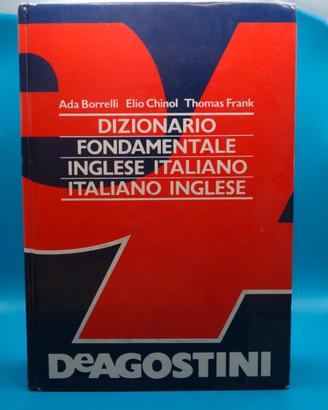 Ada Borrelli Elio Chinol Thomas Frank
DIZIONARIO
FONDAMENTALE
INGLESE ITALIANO
ITALIANO INGLESE
DeAGOSTINI